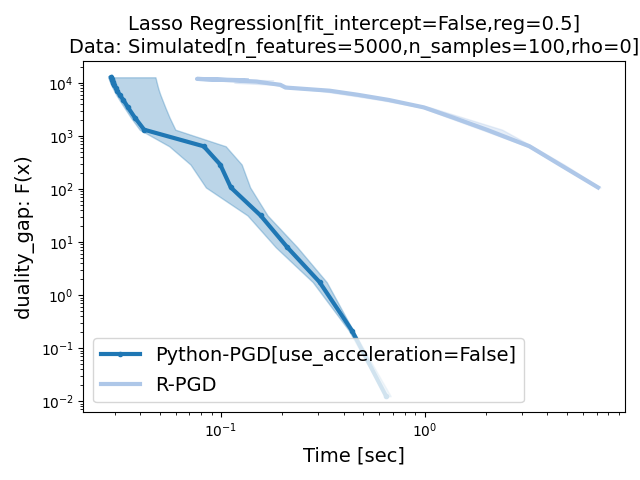 Lasso Regression[fit_intercept=False,reg=0.5]
Data: Simulated[n_features=5000,n_samples=100,rho=0]
duality_gap: F(x)
10⁴
10³
10²
10¹
10⁰
10⁻¹
10⁻²
Python-PGD[use_acceleration=False]
R-PGD
10⁻¹ 10⁰
Time [sec]